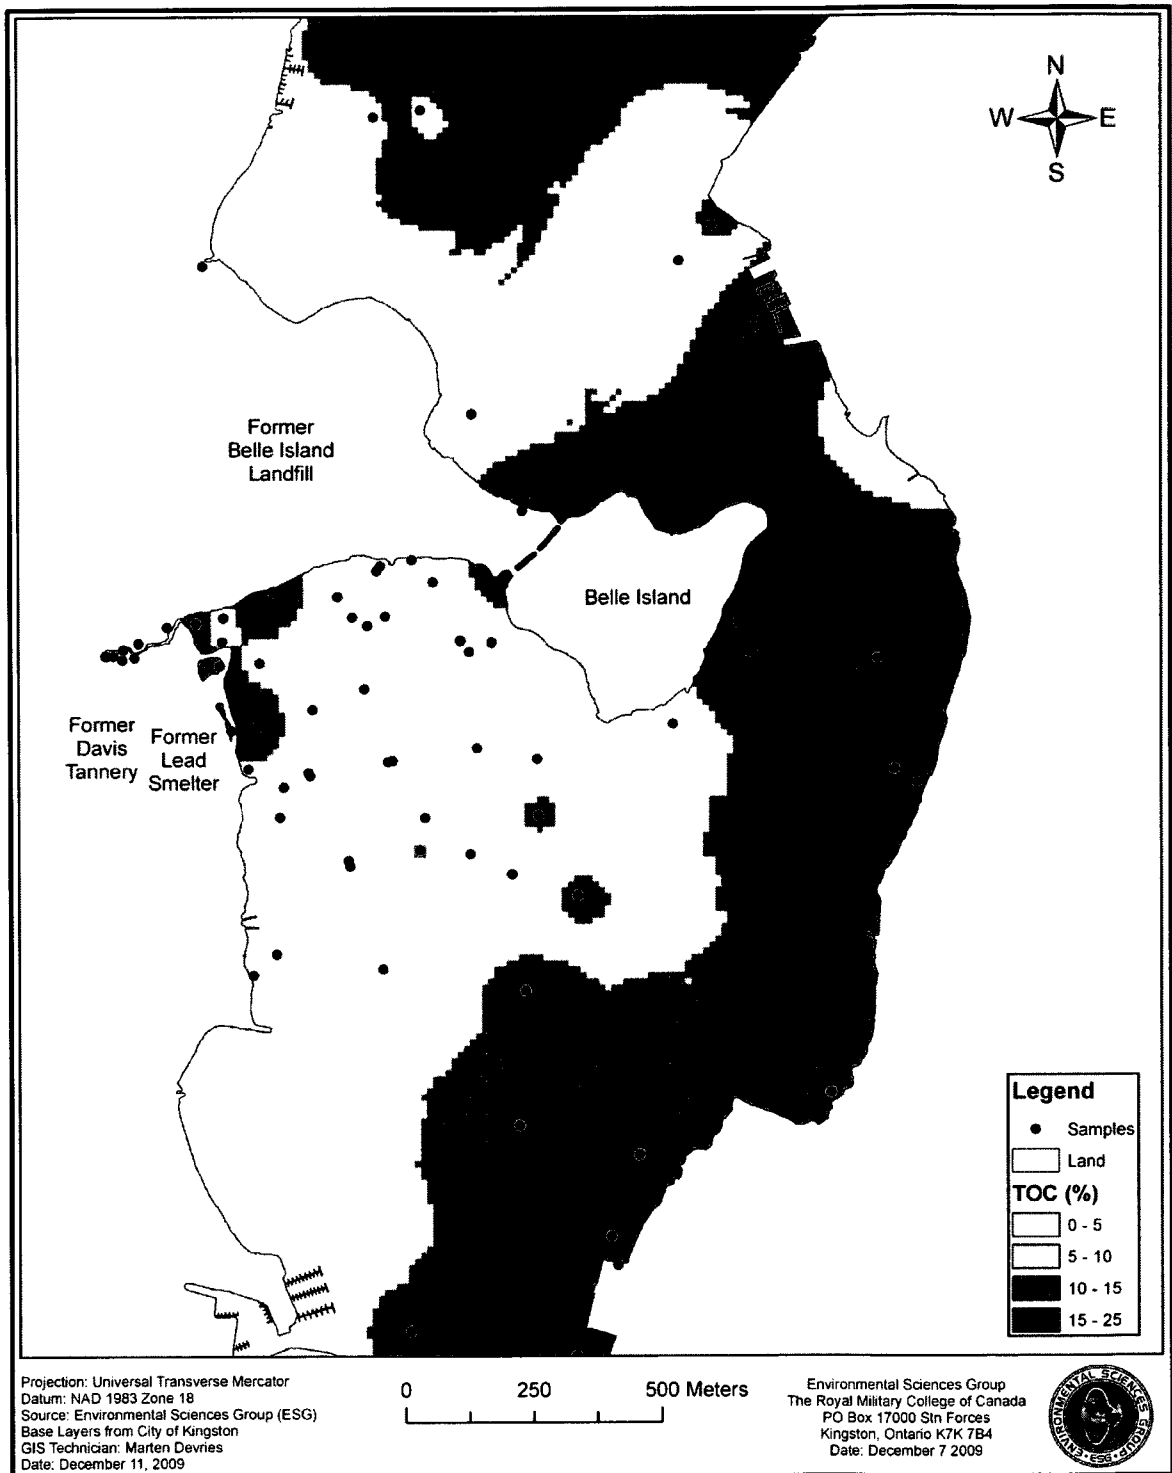 N
W E
S
Former
Belle Island
Landfill
Belle Island
Former
Davis
Tannery
Former
Lead
Smelter
Legend
Samples
Land
TOC (%)
0 - 5
5 - 10
10 - 15
15 - 25
Projection: Universal Transverse Mercator
Datum: NAD 1983 Zone 18
Source: Environmental Sciences Group (ESG)
Base Layers from City of Kingston
GIS Technician: Marten Devries
Date: December 11, 2009
0 250 500 Meters
Environmental Sciences Group
The Royal Military College of Canada
PO Box 17000 Stn Forces
Kingston, Ontario K7K 7B4
Date: December 7 2009
ENVIRONMENTAL SCIENCES GROUP
ESG